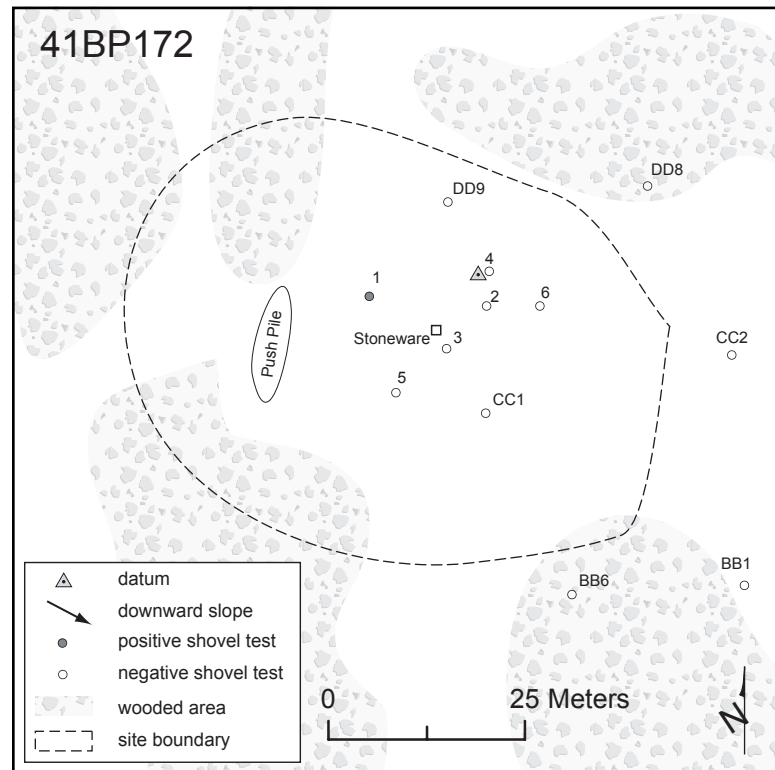 41BP172
DD8
DD9
4
1
2
6
Stoneware
3
Push Pile
CC2
5
CC1
BB1
BB6
datum
downward slope
positive shovel test
negative shovel test
wooded area
site boundary
0
25 Meters
N